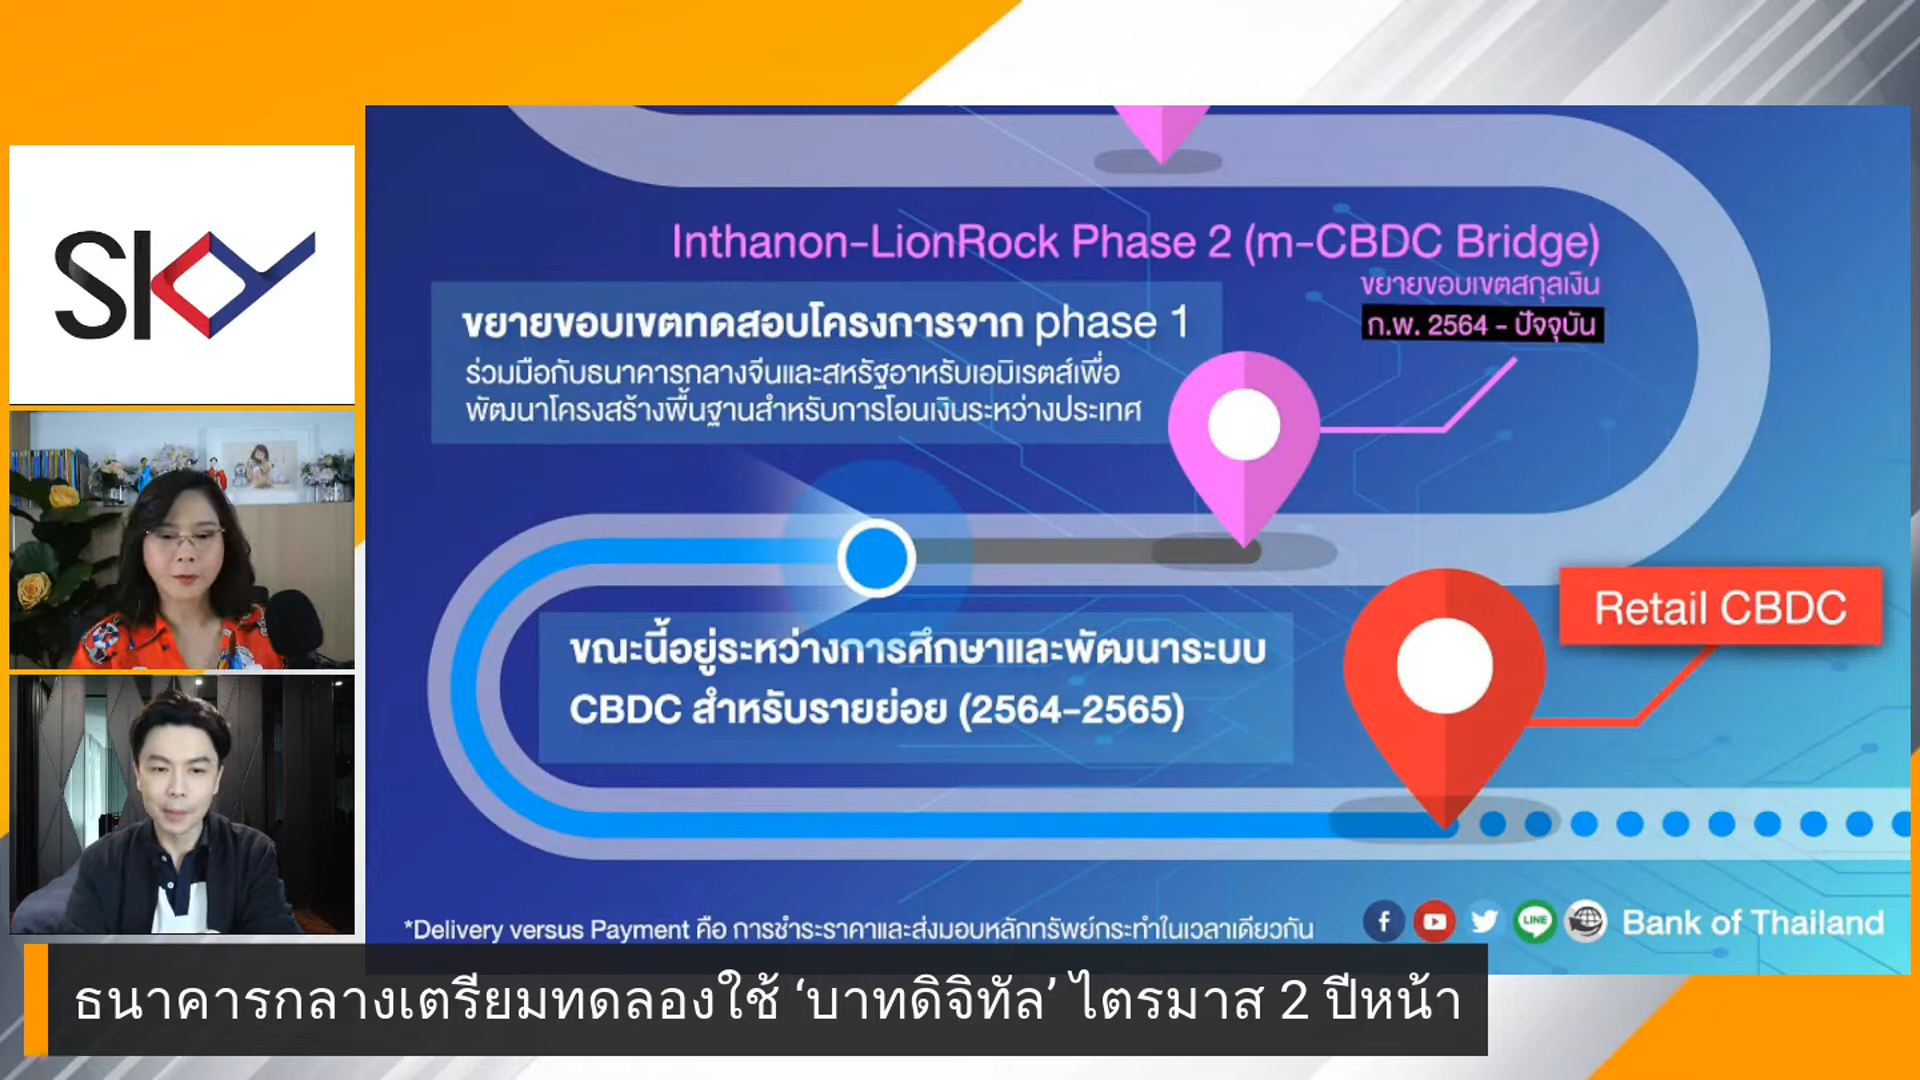 SKY
Inthanon-LionRock Phase 2 (m-CBDC Bridge)
ขยายขอบเขตสกุลเงิน
ก.พ. 2564 - ปัจจุบัน
ขยายขอบเขตทดสอบโครงการจาก phase 1
ร่วมมือกับธนาคารกลางจีนและสหรัฐอาหรับเอมิเรตส์เพื่อ
พัฒนาโครงสร้างพื้นฐานสำหรับการโอนเงินระหว่างประเทศ
Retail CBDC
ขณะนี้อยู่ระหว่างการศึกษาและพัฒนาระบบ
CBDC สำหรับรายย่อย (2564-2565)
*Delivery versus Payment คือ การชำระราคาและส่งมอบหลักทรัพย์กระทำในเวลาเดียวกัน
LINE
Bank of Thailand
ธนาคารกลางเตรียมทดลองใช้ ‘บาทดิจิทัล’ ไตรมาส 2 ปีหน้า